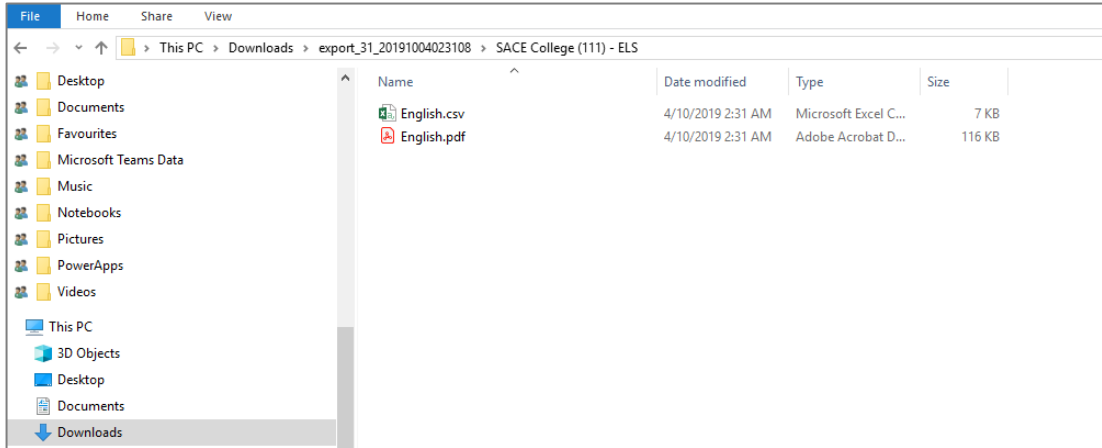 File Home Share View
This PC > Downloads > export_31_20191004023108 > SACE College (111) - ELS
Desktop
Documents
Favourites
Microsoft Teams Data
Music
Notebooks
Pictures
PowerApps
Videos
This PC
3D Objects
Desktop
Documents
Downloads
Name Date modified Type Size
English.csv 4/10/2019 2:31 AM Microsoft Excel C... 7 KB
English.pdf 4/10/2019 2:31 AM Adobe Acrobat D... 116 KB